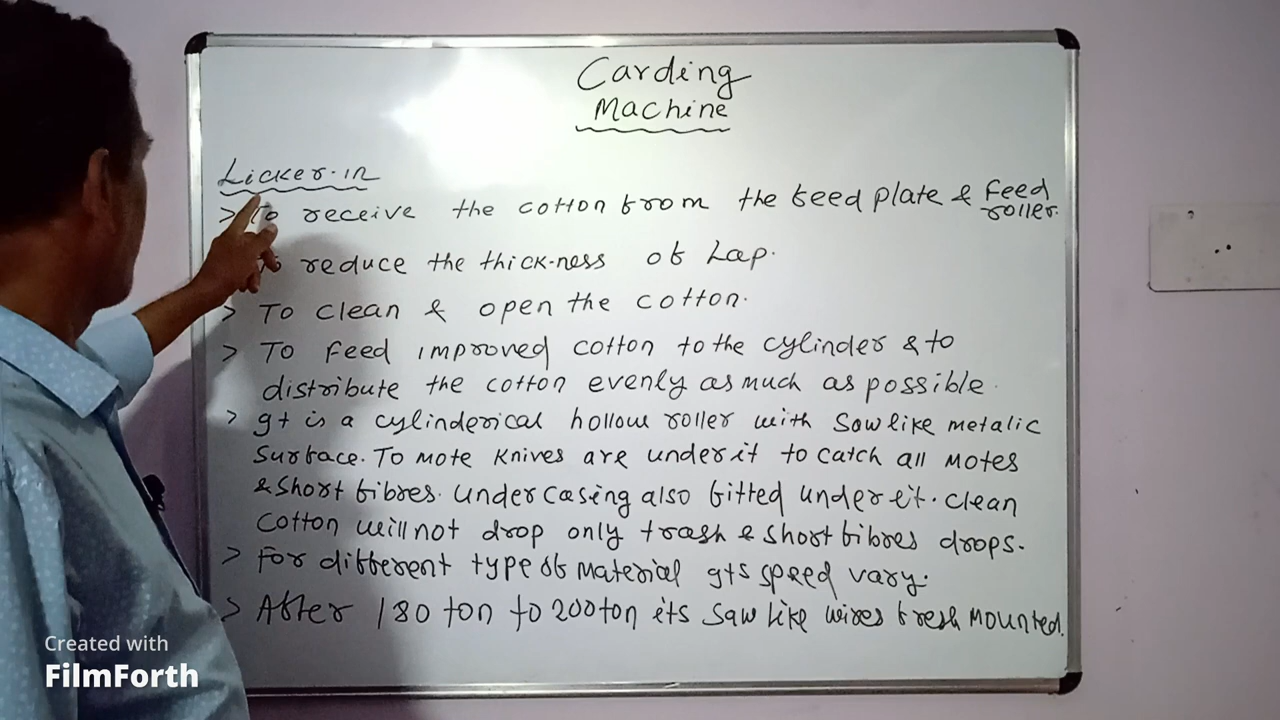 Carding
Machine
Licker-in
> To receive the cotton from the feed plate & Feed roller.
reduce the thick-ness of Lap.
> To clean & open the cotton.
> To feed improved cotton to the cylinder & to
distribute the cotton evenly as much as possible.
> It is a cylinderical hollow roller with Saw like metalic
Surface. To mote knives are under it to catch all motes
& Short fibres. Under casing also fitted under it. Clean
Cotton will not drop only trash & Short fibres drops.
> For different type of Material its speed vary.
> After 180 ton to 200 ton its saw like wires fresh mounted.
Created with
FilmForth